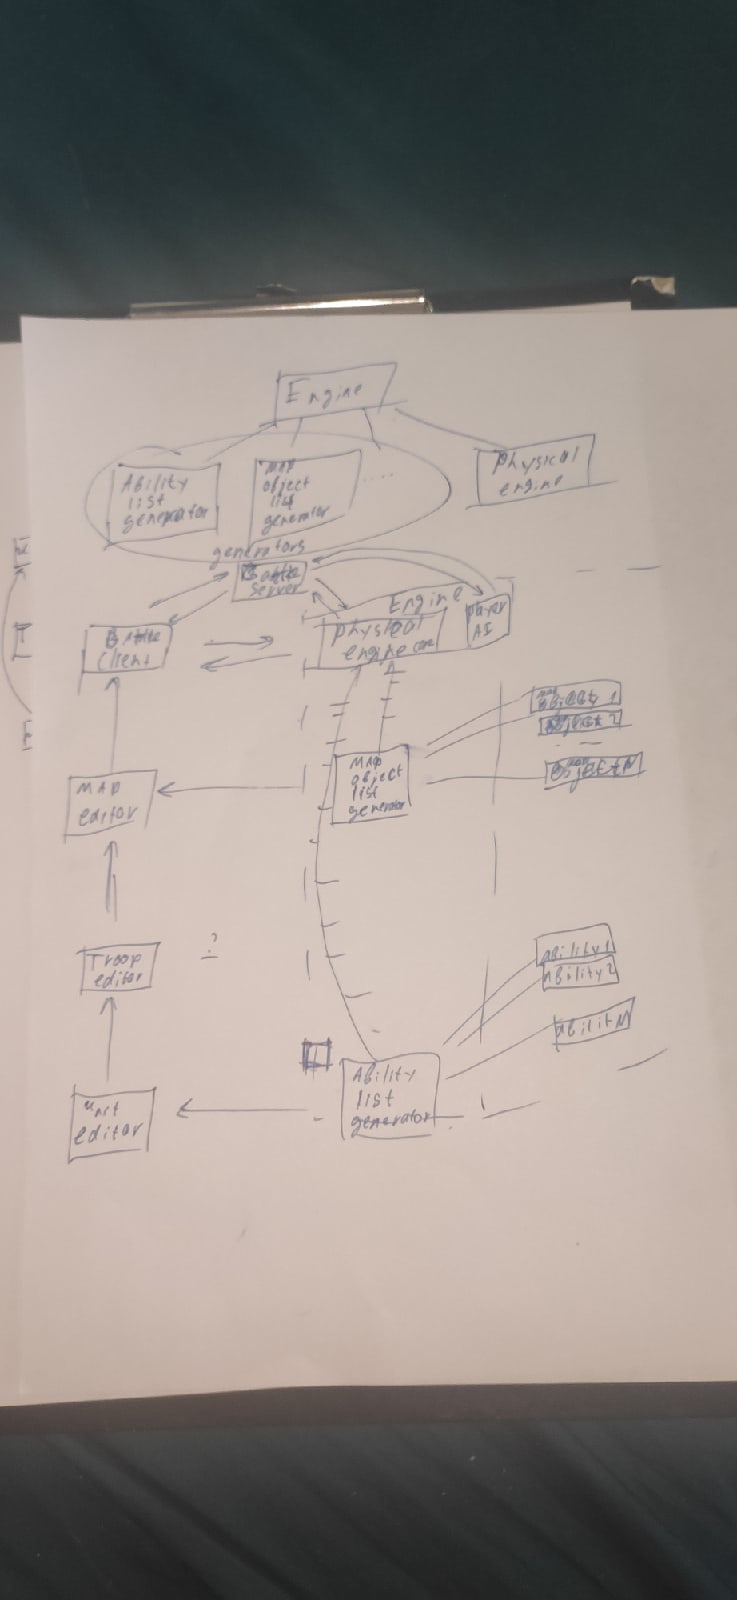 Engine
Ability
list
generator
Map
object
list
generator
....
Physical
engine
generators
Battle
Server
Engine
Physical
engine core
Player
AI
Battle
Client
Map
object 1
object 2
Map
object
list
generator
Map
editor
Troop
editor
?
ability 1
ability 2
abilit N
Ability
list
generator
Unit
editor